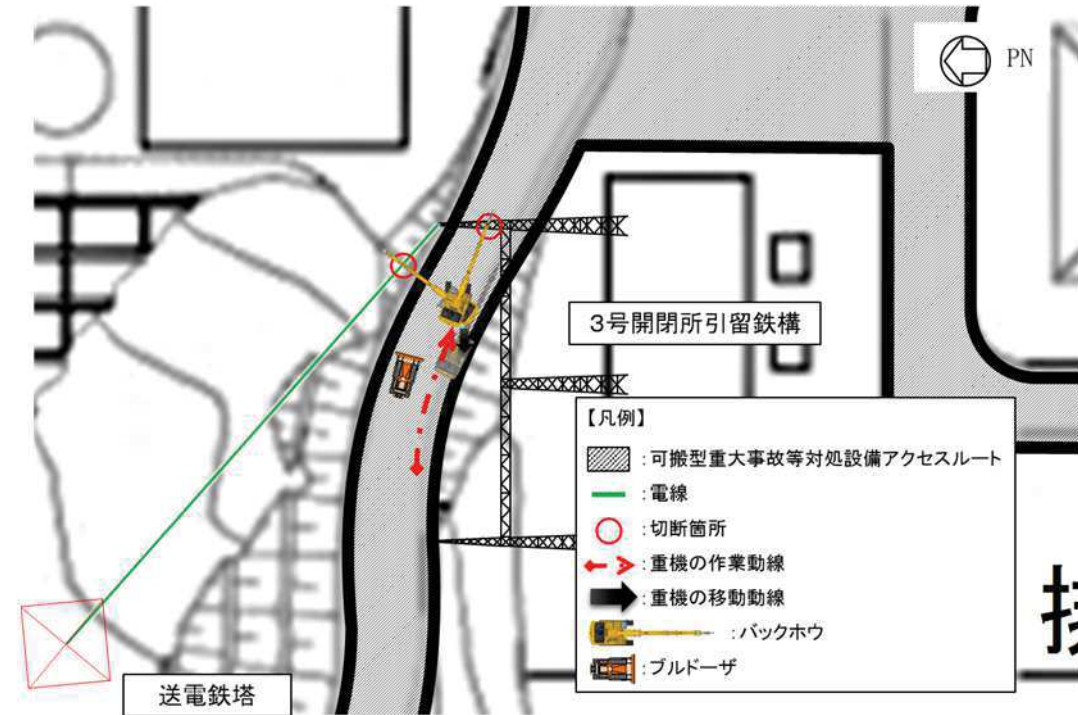 PN
3号開閉所引留鉄構
【凡例】
:可搬型重大事故等対処設備アクセスルート
:電線
:切断箇所
:重機の作業動線
:重機の移動動線
:バックホウ
:ブルドーザ
送電鉄塔